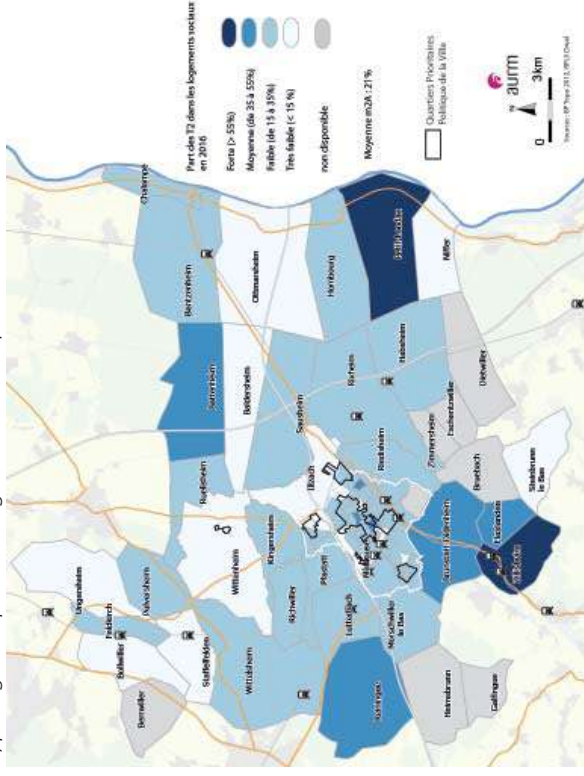 Part des T2 dans les logements sociaux
en 2016
Forte (> 55%)
Moyenne (de 35 à 55%)
Faible (de 15 à 35%)
Très faible (< 15 %)
non disponible
Moyenne m2A : 21%
Quartiers Prioritaires
Politique de la Ville
aurm
N
0
3km
Ungersheim
Feldkirch
Bollwiller
Pulversheim
Berrwiller
Staffelfelden
Wittelsheim
Wittenheim
Ruelisheim
Battenheim
Bantzenheim
Chalampé
Ottmarsheim
Baldersheim
Kingersheim
Richwiller
Pfastatt
Illzach
Sausheim
Hombourg
Petit-Landau
Niffer
Rixheim
Habsheim
Riedisheim
Lutterbach
Morschwiller
le Bas
Reiningue
Heimsbrunn
Galfingue
Zimmersheim
Eschentzwiller
Dietwiller
Bruebach
Brunstatt Didenheim
Flaxlanden
Zillisheim
Steinbrunn
le Bas